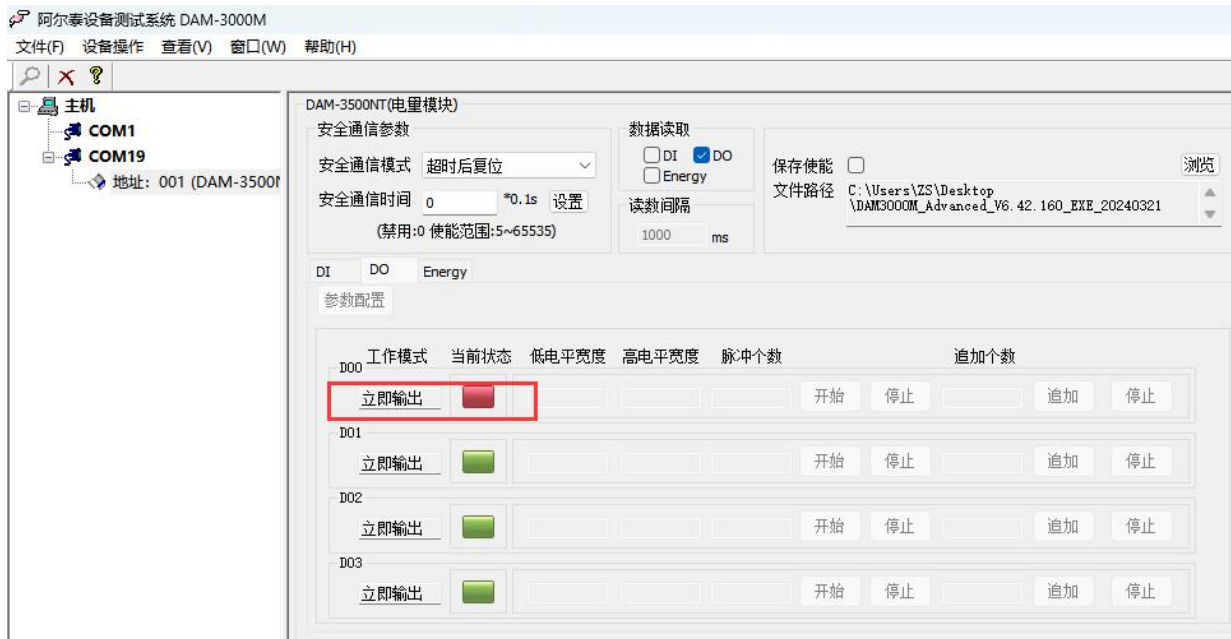 阿尔泰设备测试系统 DAM-3000M
文件(F) 设备操作 查看(V) 窗口(W) 帮助(H)
主机
COM1
COM19
地址：001 (DAM-3500N
DAM-3500NT(电量模块)
安全通信参数
安全通信模式 超时后复位
安全通信时间 0 *0.1s 设置
(禁用:0 使能范围:5~65535)
数据读取
DI DO
Energy
读数间隔
1000 ms
保存使能 浏览
文件路径 C:\Users\ZS\Desktop
\DAM3000M_Advanced_V6.42.160_EXE_20240321
DI DO Energy
参数配置
工作模式 当前状态 低电平宽度 高电平宽度 脉冲个数 追加个数
DO0
立即输出 开始 停止 追加 停止
DO1
立即输出 开始 停止 追加 停止
DO2
立即输出 开始 停止 追加 停止
DO3
立即输出 开始 停止 追加 停止